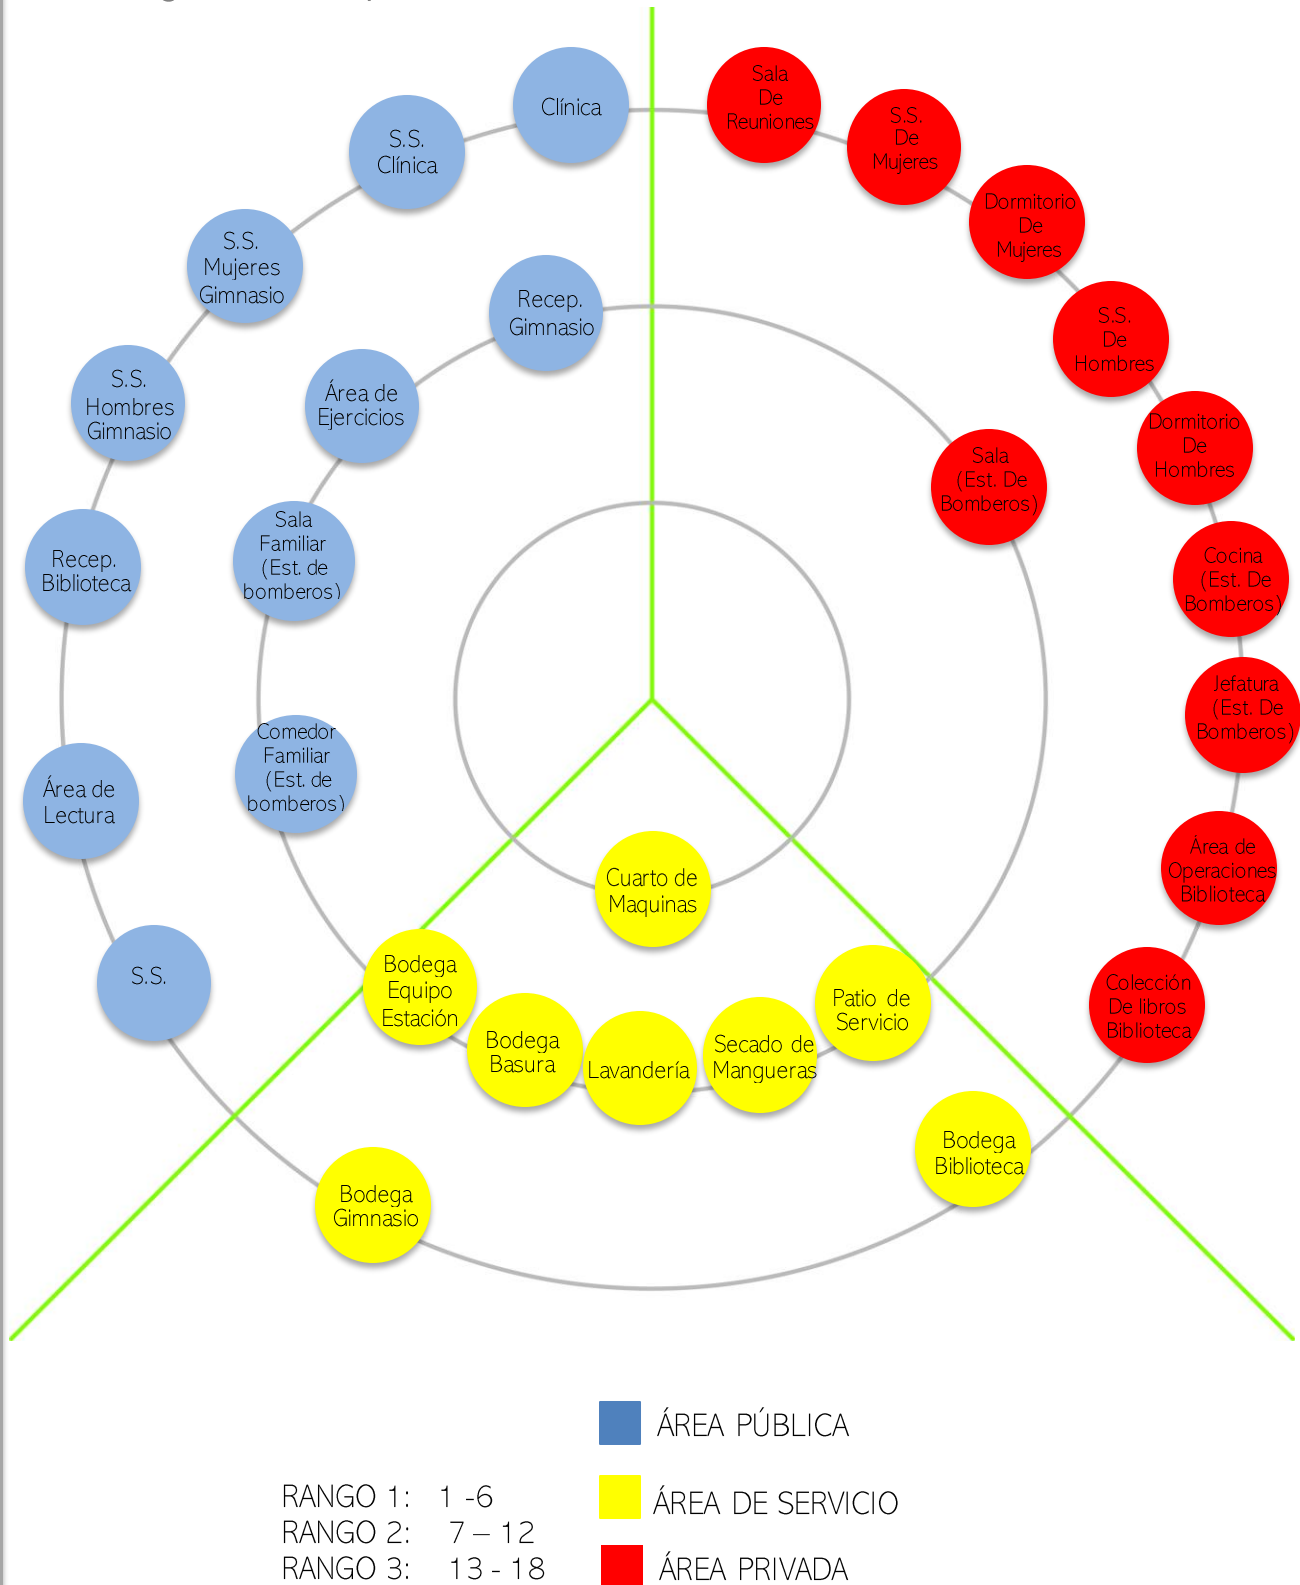 Clínica
S.S.
Clínica
S.S.
Mujeres
Gimnasio
S.S.
Hombres
Gimnasio
Recep.
Biblioteca
Área de
Lectura
S.S.
Recep.
Gimnasio
Área de
Ejercicios
Sala
Familiar
(Est. de
bomberos)
Comedor
Familiar
(Est. de
bomberos)
Sala
De
Reuniones
S.S.
De
Mujeres
Dormitorio
De
Mujeres
S.S.
De
Hombres
Dormitorio
De
Hombres
Cocina
(Est. De
Bomberos)
Jefatura
(Est. De
Bomberos)
Área de
Operaciones
Biblioteca
Colección
De libros
Biblioteca
Sala
(Est. De
Bomberos)
Cuarto de
Maquinas
Bodega
Equipo
Estación
Bodega
Basura
Lavandería
Secado de
Mangueras
Patio de
Servicio
Bodega
Gimnasio
Bodega
Biblioteca
ÁREA PÚBLICA
ÁREA DE SERVICIO
ÁREA PRIVADA
RANGO 1: 1 -6
RANGO 2: 7 – 12
RANGO 3: 13 - 18